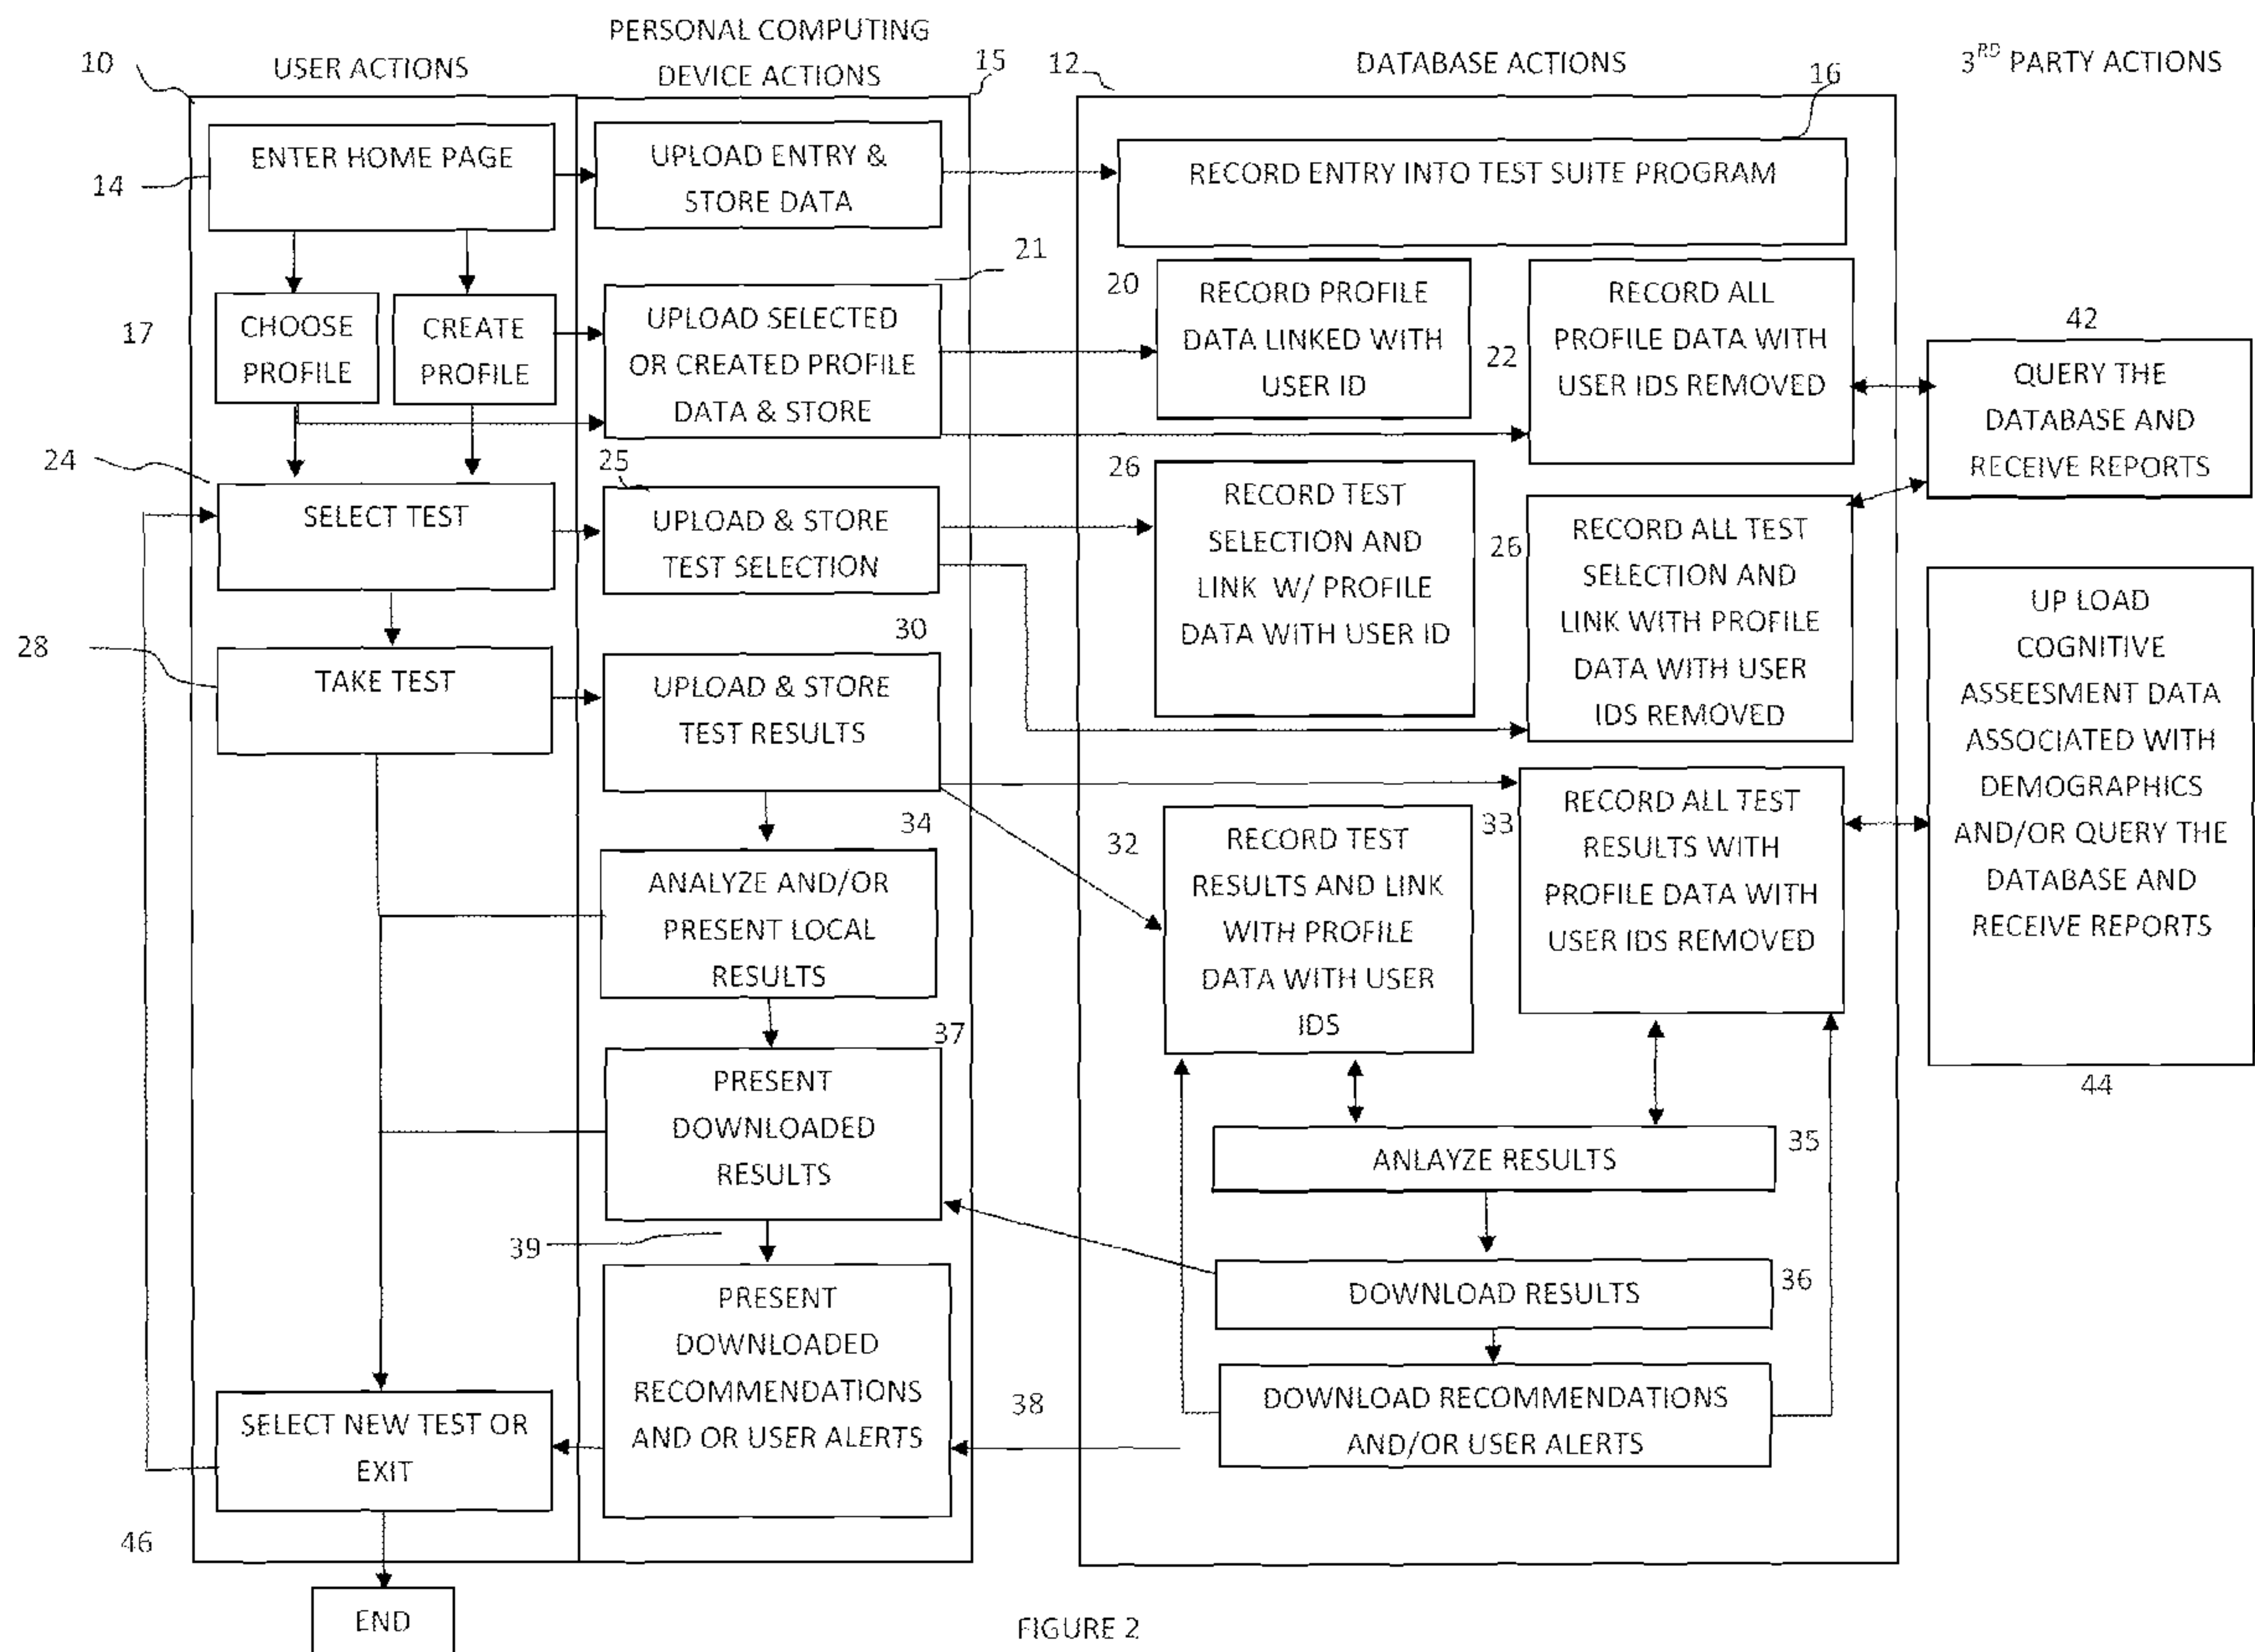 PERSONAL COMPUTING
DEVICE ACTIONS
USER ACTIONS
DATABASE ACTIONS
3RD PARTY ACTIONS
10
15
12
16
ENTER HOME PAGE
14
UPLOAD ENTRY &
STORE DATA
RECORD ENTRY INTO TEST SUITE PROGRAM
17
CHOOSE
PROFILE
CREATE
PROFILE
21
UPLOAD SELECTED
OR CREATED PROFILE
DATA & STORE
20
RECORD PROFILE
DATA LINKED WITH
USER ID
22
RECORD ALL
PROFILE DATA WITH
USER IDS REMOVED
42
QUERY THE
DATABASE AND
RECEIVE REPORTS
24
SELECT TEST
25
UPLOAD & STORE
TEST SELECTION
26
RECORD TEST
SELECTION AND
LINK W/ PROFILE
DATA WITH USER ID
26
RECORD ALL TEST
SELECTION AND
LINK WITH PROFILE
DATA WITH USER
IDS REMOVED
UP LOAD
COGNITIVE
ASSEESMENT DATA
ASSOCIATED WITH
DEMOGRAPHICS
AND/OR QUERY THE
DATABASE AND
RECEIVE REPORTS
44
28
TAKE TEST
30
UPLOAD & STORE
TEST RESULTS
32
RECORD TEST
RESULTS AND LINK
WITH PROFILE
DATA WITH USER
IDS
33
RECORD ALL TEST
RESULTS WITH
PROFILE DATA WITH
USER IDS REMOVED
34
ANALYZE AND/OR
PRESENT LOCAL
RESULTS
37
PRESENT
DOWNLOADED
RESULTS
ANLAYZE RESULTS
35
39
DOWNLOAD RESULTS
36
PRESENT
DOWNLOADED
RECOMMENDATIONS
AND OR USER ALERTS
38
DOWNLOAD RECOMMENDATIONS
AND/OR USER ALERTS
SELECT NEW TEST OR
EXIT
46
END
FIGURE 2